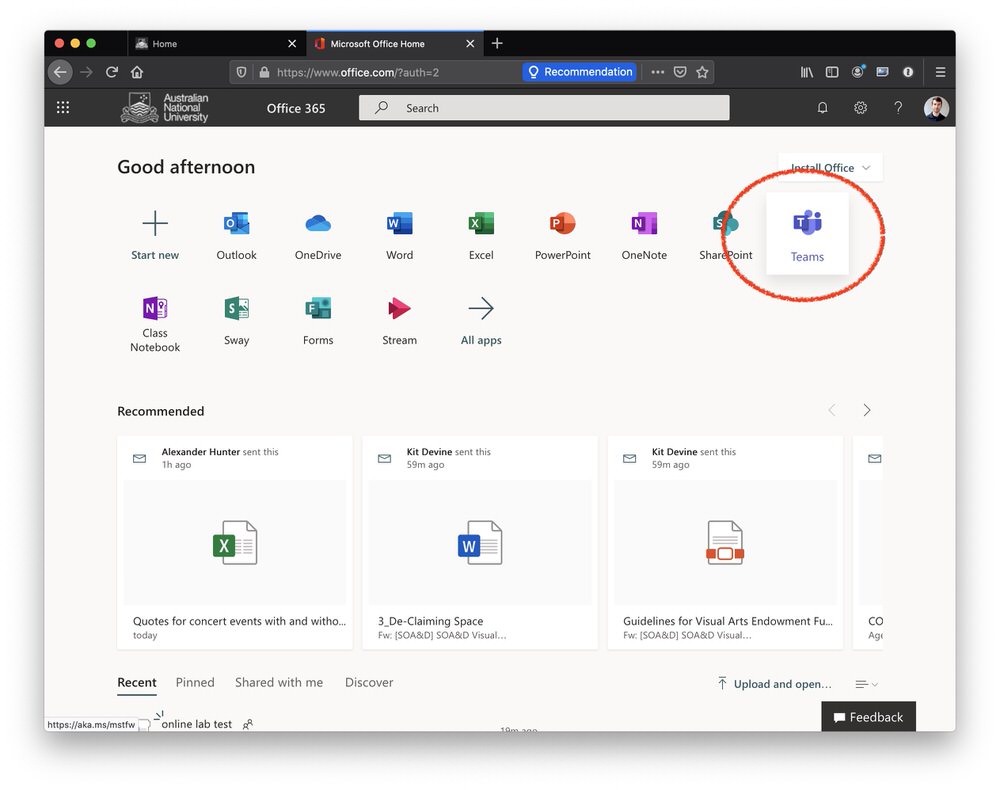 Home
Microsoft Office Home
https://www.office.com/?auth=2
Recommendation
Australian
National
University
Office 365
Search
Good afternoon
Install Office
Start new
Outlook
OneDrive
Word
Excel
PowerPoint
OneNote
SharePoint
Teams
Class
Notebook
Sway
Forms
Stream
All apps
Recommended
Alexander Hunter sent this
1h ago
Quotes for concert events with and witho...
today
Kit Devine sent this
59m ago
3_De-Claiming Space
Fw: [SOA&D] SOA&D Visual...
Kit Devine sent this
59m ago
Guidelines for Visual Arts Endowment Fu...
Fw: [SOA&D] SOA&D Visual...
CO
Age
Recent
Pinned
Shared with me
Discover
Upload and open...
online lab test
19m ago
https://aka.ms/mstfw
Feedback